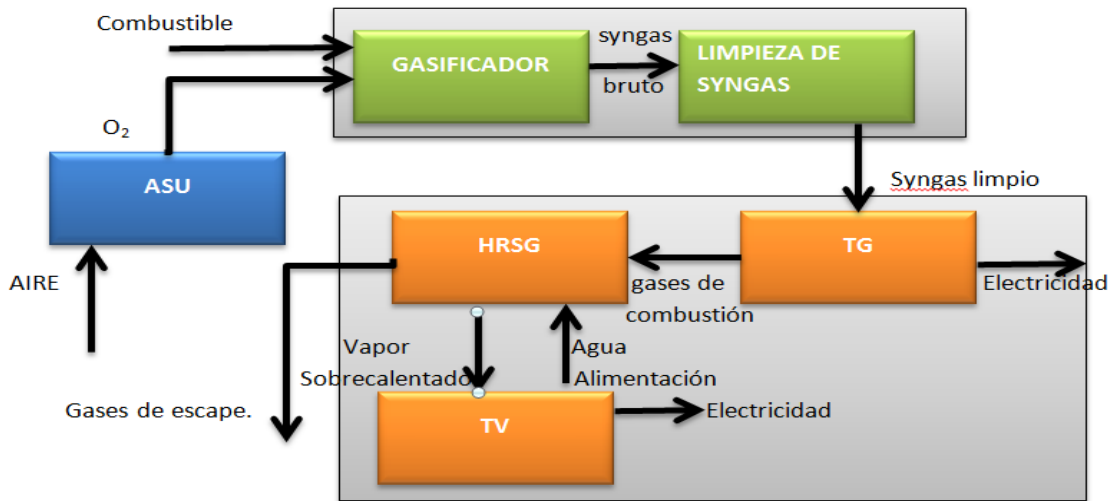 Combustible
GASIFICADOR
syngas
bruto
LIMPIEZA DE
SYNGAS
O₂
ASU
AIRE
Syngas limpio
HRSG
TG
gases de
combustión
Electricidad
Vapor
Sobrecalentado
Agua
Alimentación
Gases de escape.
TV
Electricidad